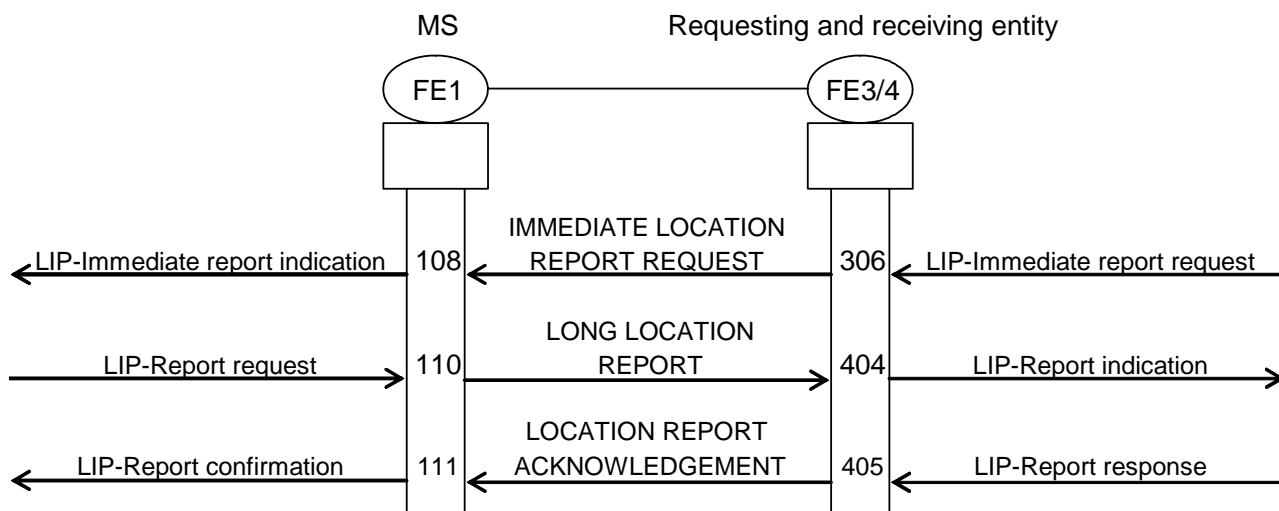 MS Requesting and receiving entity
FE1 FE3/4
IMMEDIATE LOCATION
LIP-Immediate report indication 108 REPORT REQUEST 306 LIP-Immediate report request
LONG LOCATION
LIP-Report request 110 REPORT 404 LIP-Report indication
LOCATION REPORT
LIP-Report confirmation 111 ACKNOWLEDGEMENT 405 LIP-Report response